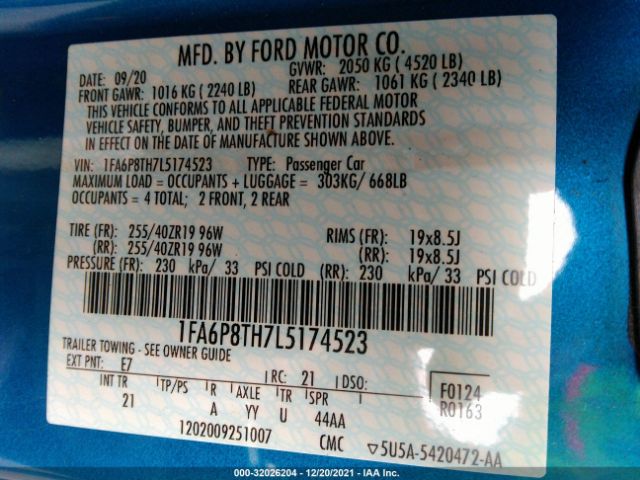 MFD. BY FORD MOTOR CO.
DATE: 09/20 GVWR: 2050 KG ( 4520 LB)
FRONT GAWR: 1016 KG ( 2240 LB) REAR GAWR: 1061 KG ( 2340 LB)
THIS VEHICLE CONFORMS TO ALL APPLICABLE FEDERAL MOTOR
VEHICLE SAFETY, BUMPER, AND THEFT PREVENTION STANDARDS
IN EFFECT ON THE DATE OF MANUFACTURE SHOWN ABOVE.
VIN: 1FA6P8TH7L5174523 TYPE: Passenger Car
MAXIMUM LOAD = OCCUPANTS + LUGGAGE = 303KG/ 668LB
OCCUPANTS = 4 TOTAL; 2 FRONT, 2 REAR
TIRE (FR): 255/40ZR19 96W RIMS (FR): 19x8.5J
(RR): 255/40ZR19 96W (RR): 19x8.5J
PRESSURE (FR): 230 kPa/ 33 PSI COLD (RR): 230 kPa/ 33 PSI COLD
1FA6P8TH7L5174523
TRAILER TOWING - SEE OWNER GUIDE
EXT PNT: E7 RC: 21 DSO: F0124
INT TR TP/PS R AXLE TR SPR R0163
21 A YY U 44AA
1202009251007 CMC ▽5U5A-5420472-AA
000-32026204 - 12/20/2021 - IAA Inc.